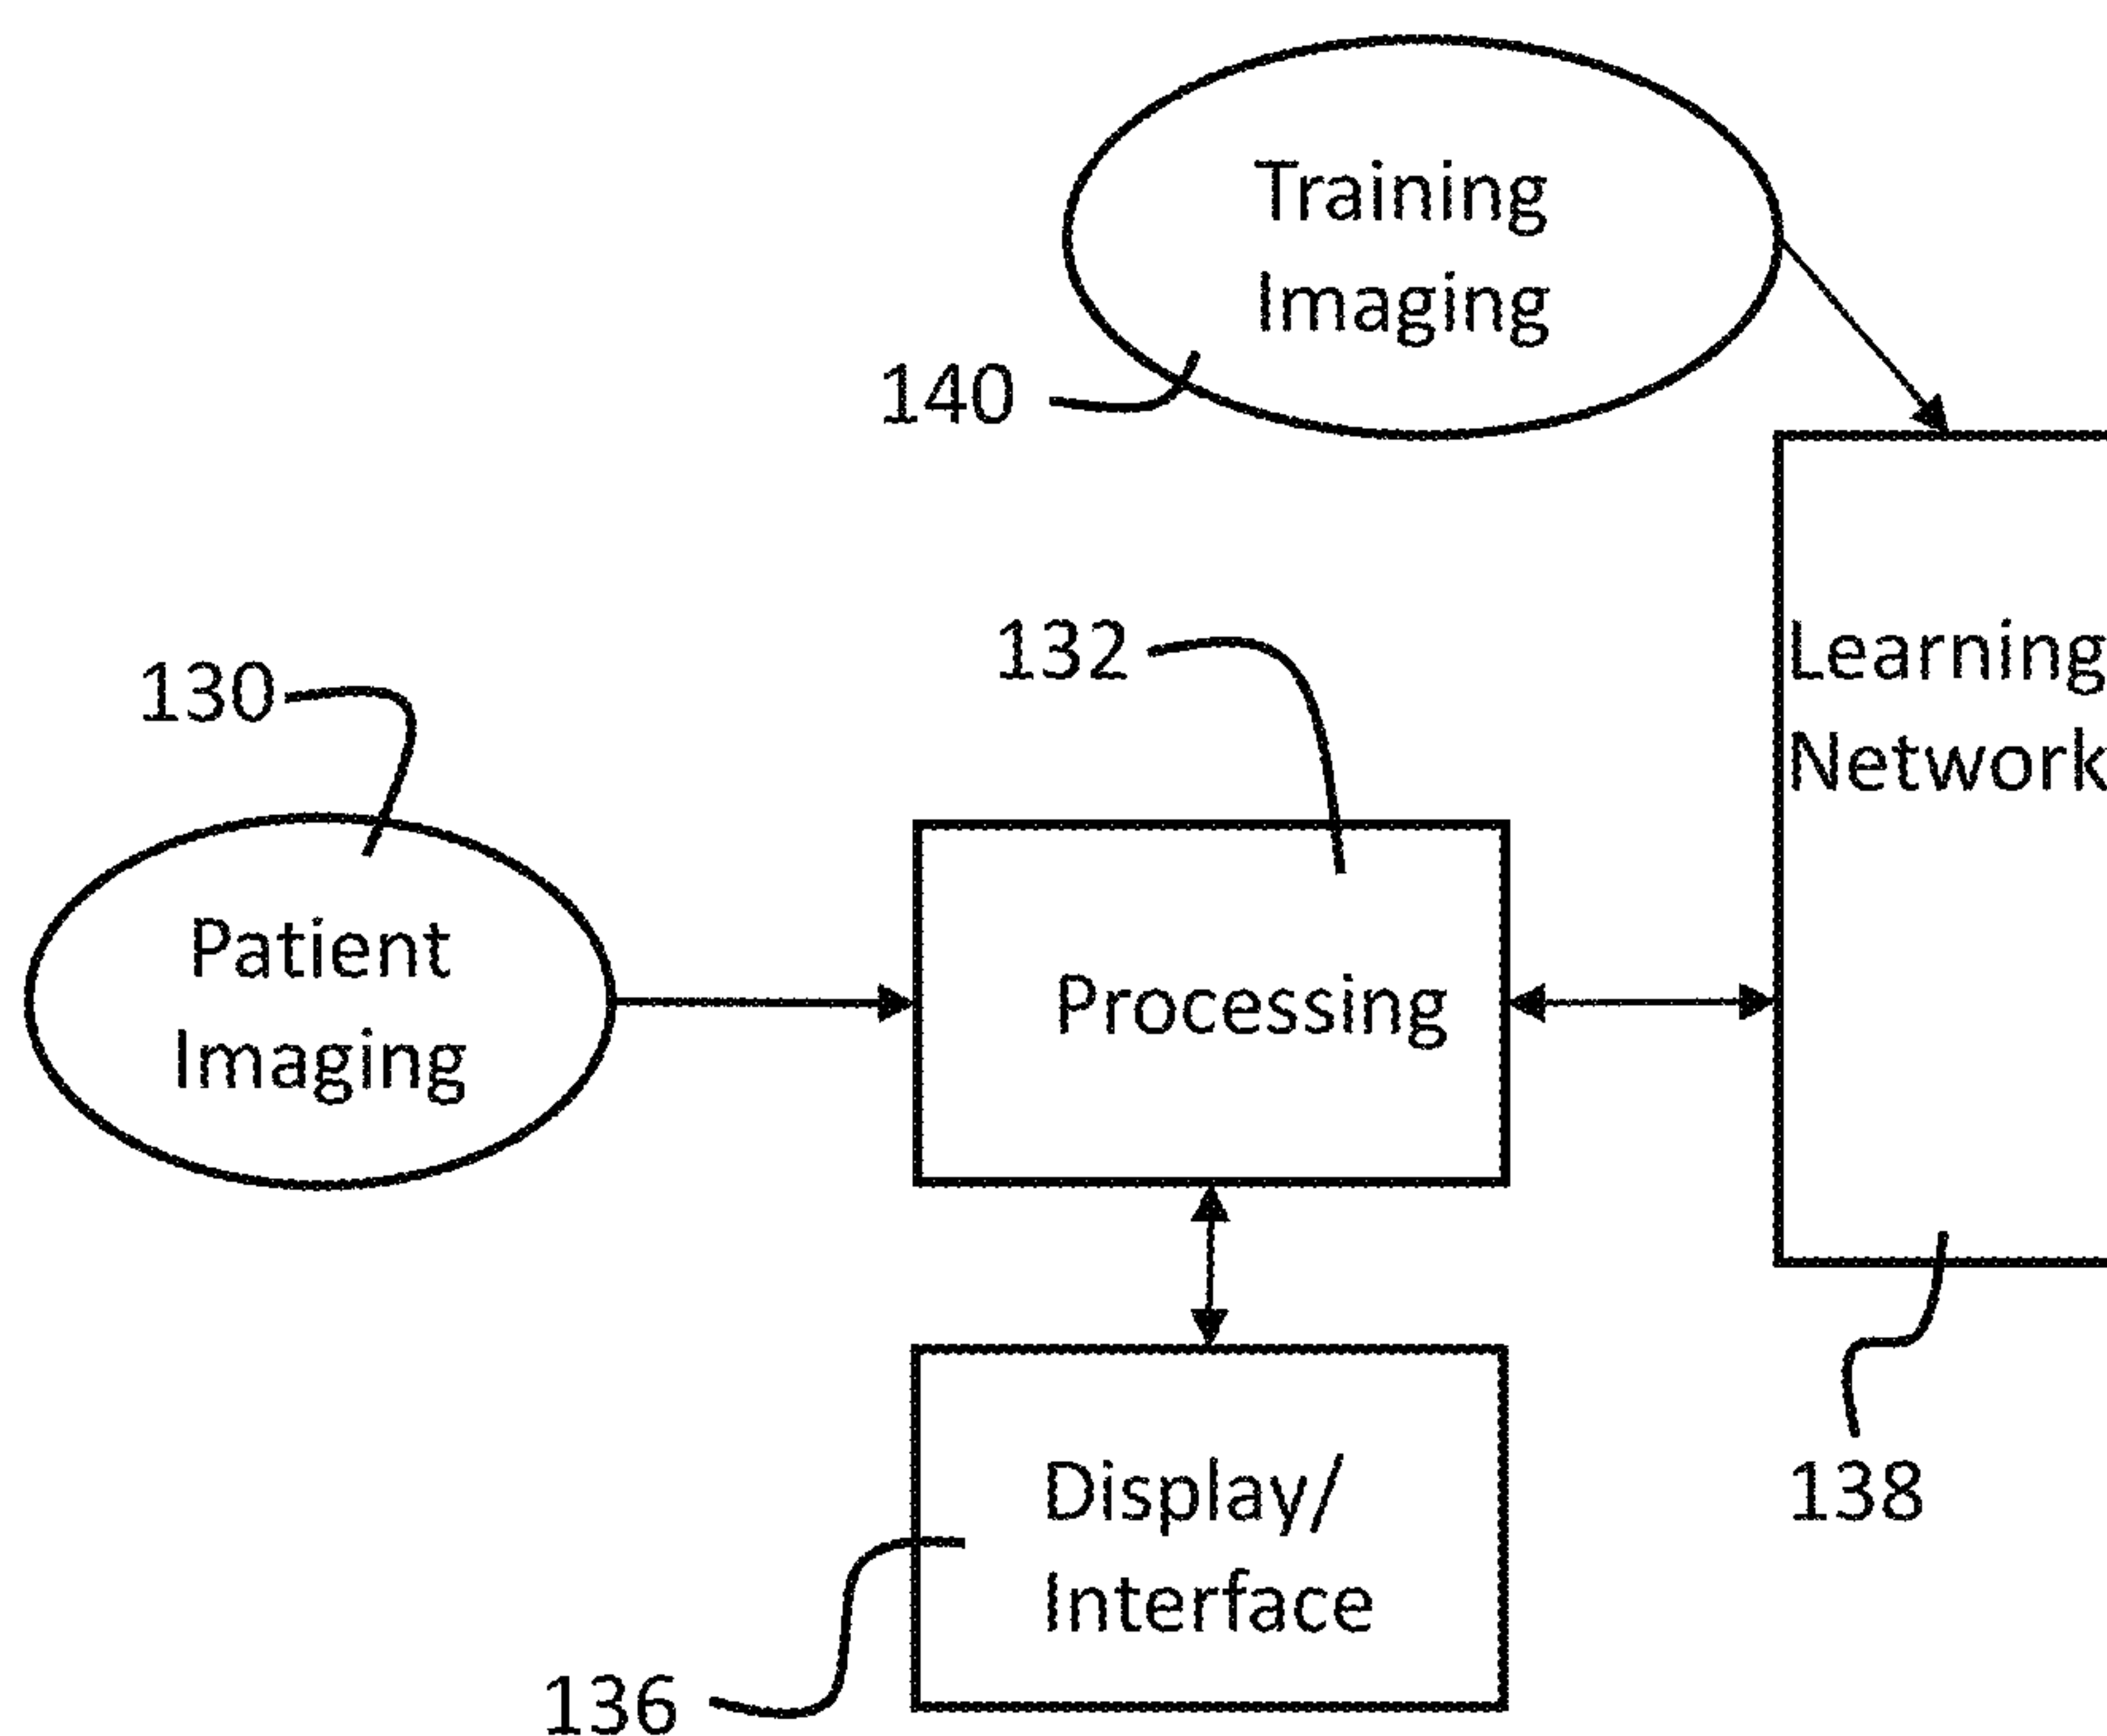 Training
Imaging
140
132
Learning
Network
130
Patient
Imaging
Processing
138
Display/
Interface
136